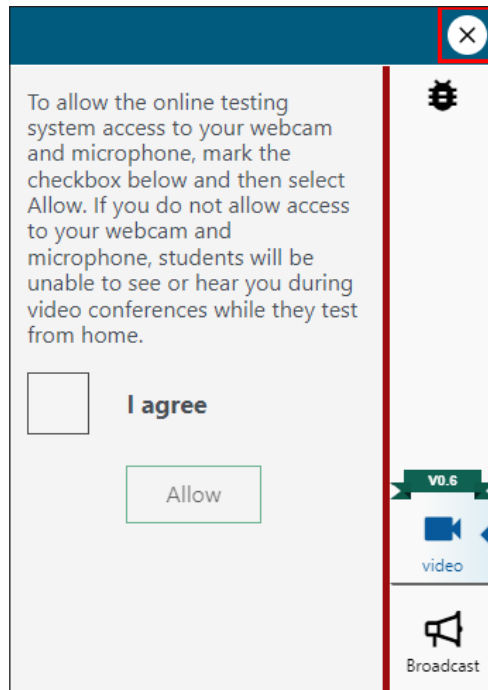 To allow the online testing
system access to your webcam
and microphone, mark the
checkbox below and then select
Allow. If you do not allow access
to your webcam and
microphone, students will be
unable to see or hear you during
video conferences while they test
from home.
I agree
Allow
V0.6
video
Broadcast